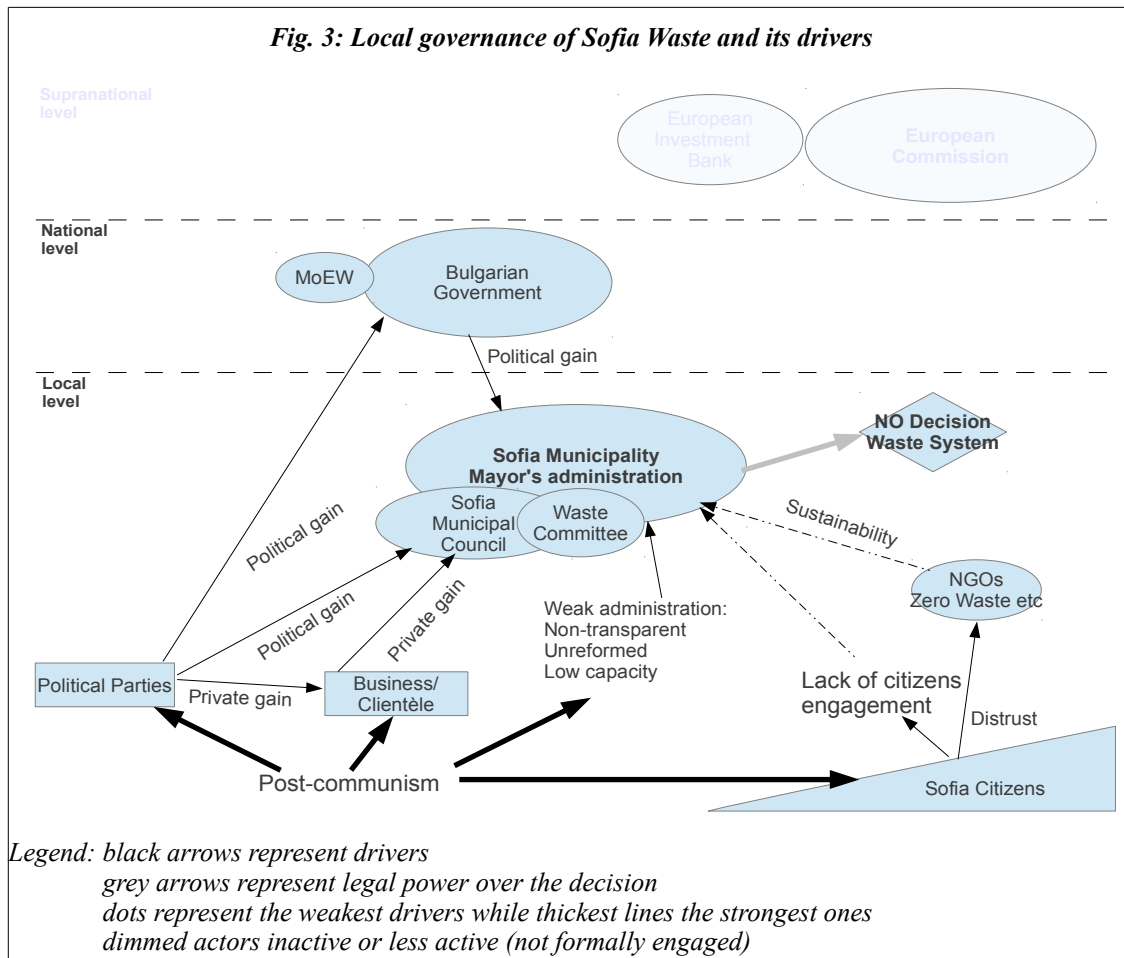 Fig. 3: Local governance of Sofia Waste and its drivers
Supranational
level
European
Investment
Bank
European
Commission
National
level
MoEW
Bulgarian
Government
Political gain
Local
level
NO Decision
Waste System
Sofia Municipality
Mayor's administration
Sofia
Municipal
Council
Waste
Committee
Sustainability
Political gain
Political gain
Private gain
NGOs
Zero Waste etc
Weak administration:
Non-transparent
Unreformed
Low capacity
Political Parties
Private gain
Business/
Clientèle
Lack of citizens
engagement
Distrust
Post-communism
Sofia Citizens
Legend: black arrows represent drivers
grey arrows represent legal power over the decision
dots represent the weakest drivers while thickest lines the strongest ones
dimmed actors inactive or less active (not formally engaged)